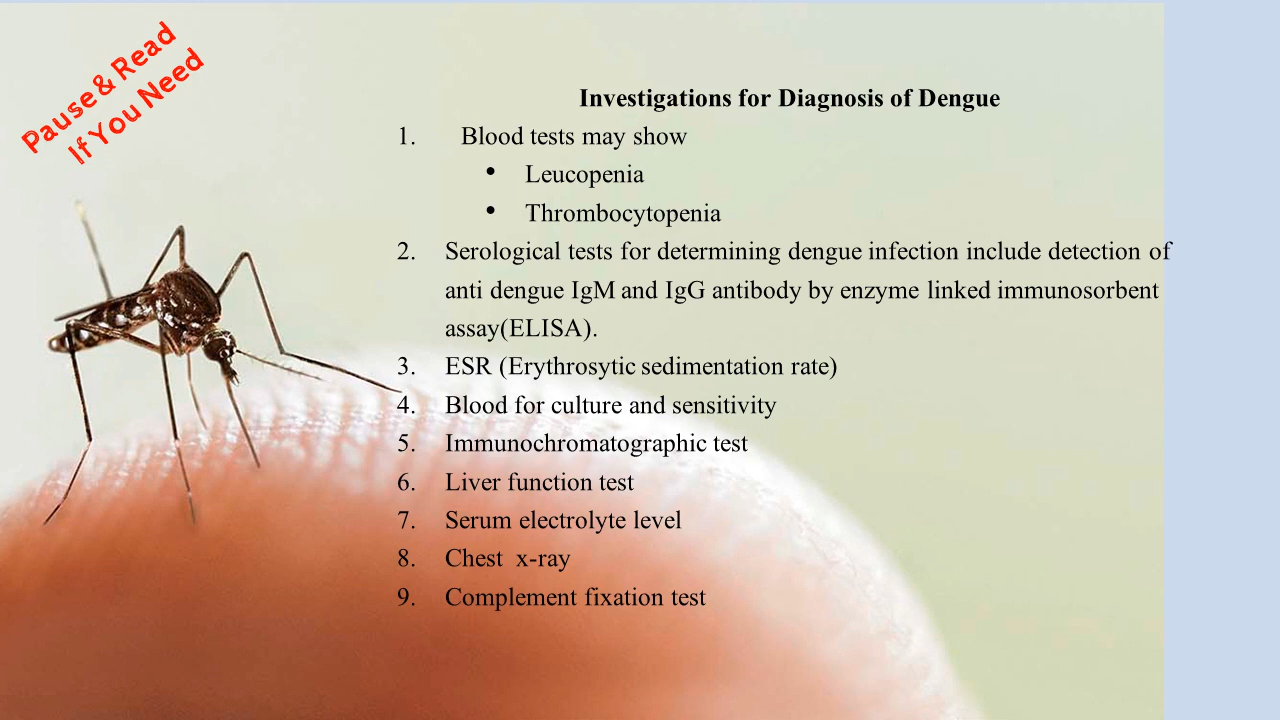 Pause & Read
If You Need
Investigations for Diagnosis of Dengue
1. Blood tests may show
• Leucopenia
• Thrombocytopenia
2. Serological tests for determining dengue infection include detection of
anti dengue IgM and IgG antibody by enzyme linked immunosorbent
assay(ELISA).
3. ESR (Erythrosytic sedimentation rate)
4. Blood for culture and sensitivity
5. Immunochromatographic test
6. Liver function test
7. Serum electrolyte level
8. Chest x-ray
9. Complement fixation test